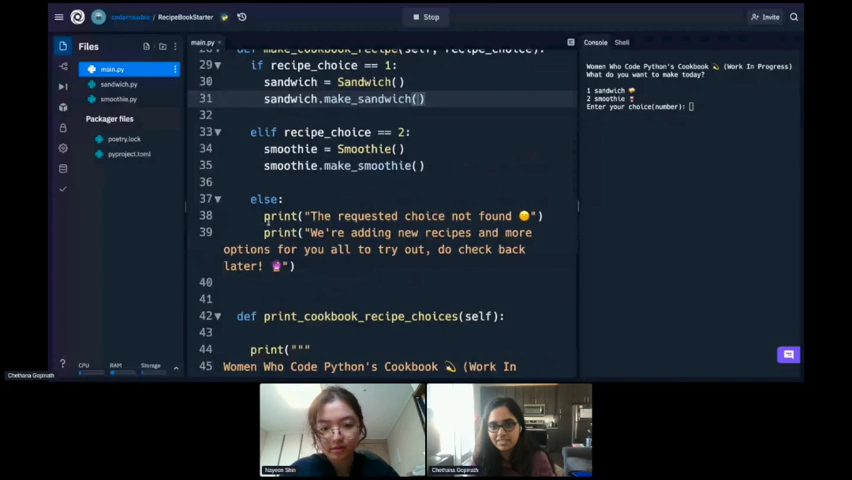 codarroobie / RecipeBookStarter
Stop
Invite
Files
main.py
sandwich.py
smoothie.py
Packager files
poetry.lock
pyproject.toml
CPU RAM Storage
main.py ×
def make_cookbook_recipe(self, recipe_choice):
29 if recipe_choice == 1:
30 sandwich = Sandwich()
31 sandwich.make_sandwich()
32
33 elif recipe_choice == 2:
34 smoothie = Smoothie()
35 smoothie.make_smoothie()
36
37 else:
38 print("The requested choice not found 😕")
39 print("We're adding new recipes and more
options for you all to try out, do check back
later! 🔮")
40
41
42 def print_cookbook_recipe_choices(self):
44 print("""
45 Women Who Code Python's Cookbook 💫 (Work In
Console Shell
Women Who Code Python's Cookbook 💫 (Work In Progress)
What do you want to make today?
1 sandwich 🥪
2 smoothie 🍹
Enter your choice(number):
Chethana Gopinath
Nayeon Shin
Chethana Gopinath